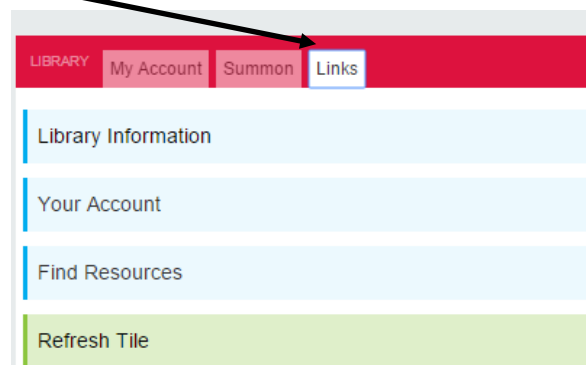 LIBRARY My Account Summon Links
Library Information
Your Account
Find Resources
Refresh Tile